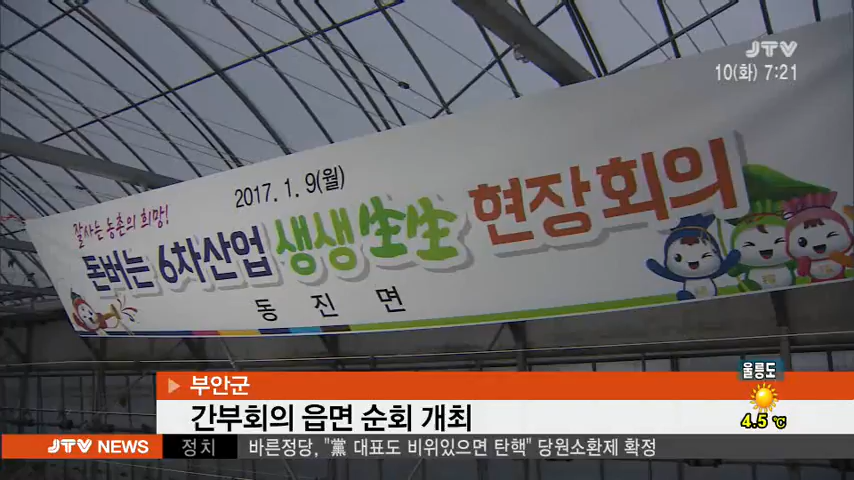 JTV
10(화) 7:21
2017. 1. 9(월)
잘사는 농촌의 희망!
돈버는 6차산업 생생生生 현장회의
동진면
울릉도
4.5℃
부안군
간부회의 읍면 순회 개최
JTV NEWS
정치 바른정당, "黨 대표도 비위있으면 탄핵" 당원소환제 확정